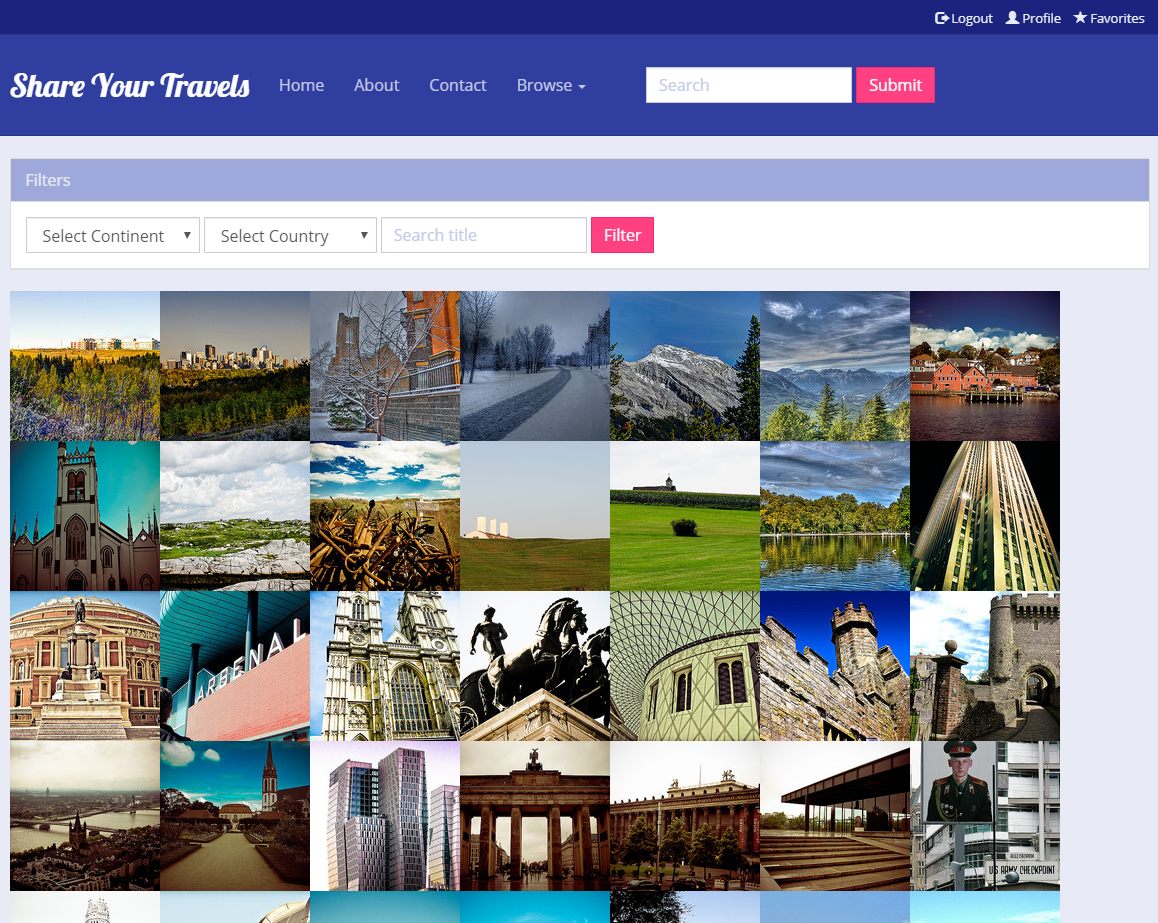 Logout Profile Favorites
Share Your Travels Home About Contact Browse Search Submit
Filters
Select Continent Select Country Search title Filter
ARSENAL
US ARMY CHECKPOINT